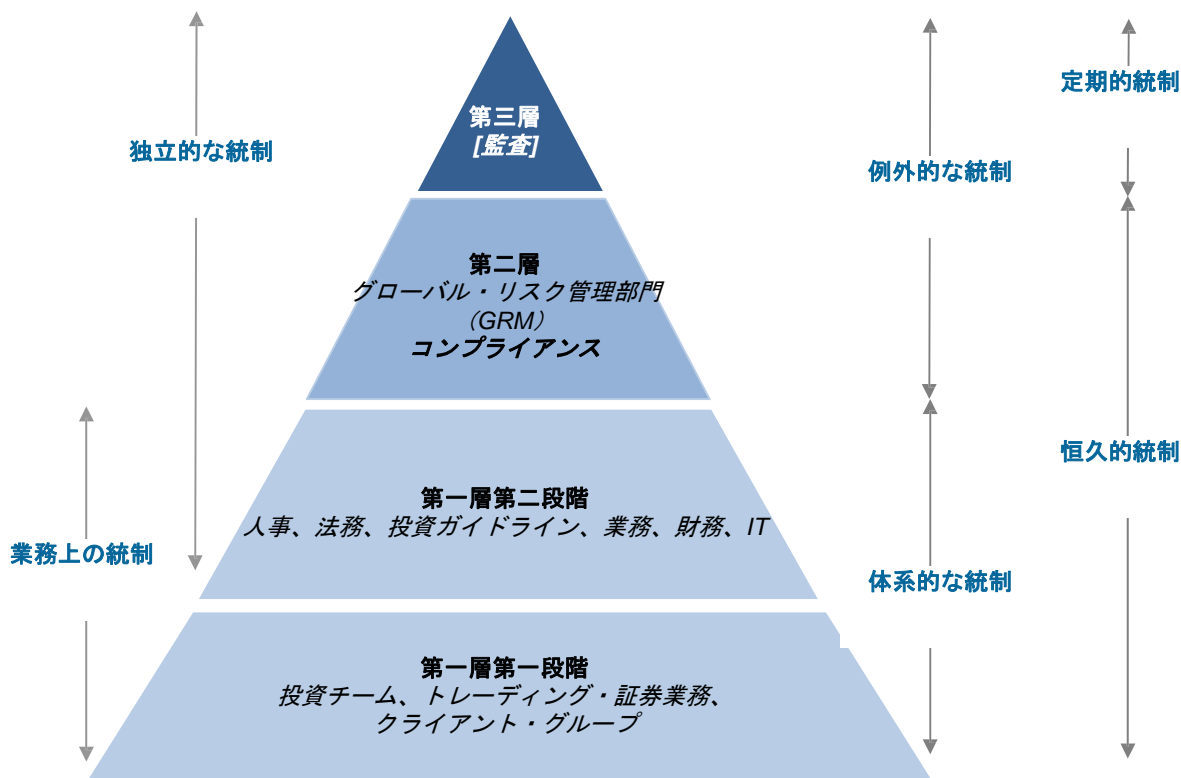 定期的統制
第三層
[監査]
独立的な統制
例外的な統制
第二層
グローバル・リスク管理部門
（GRM）
コンプライアンス
恒久的統制
第一層第二段階
人事、法務、投資ガイドライン、業務、財務、IT
業務上の統制
体系的な統制
第一層第一段階
投資チーム、トレーディング・証券業務、
クライアント・グループ